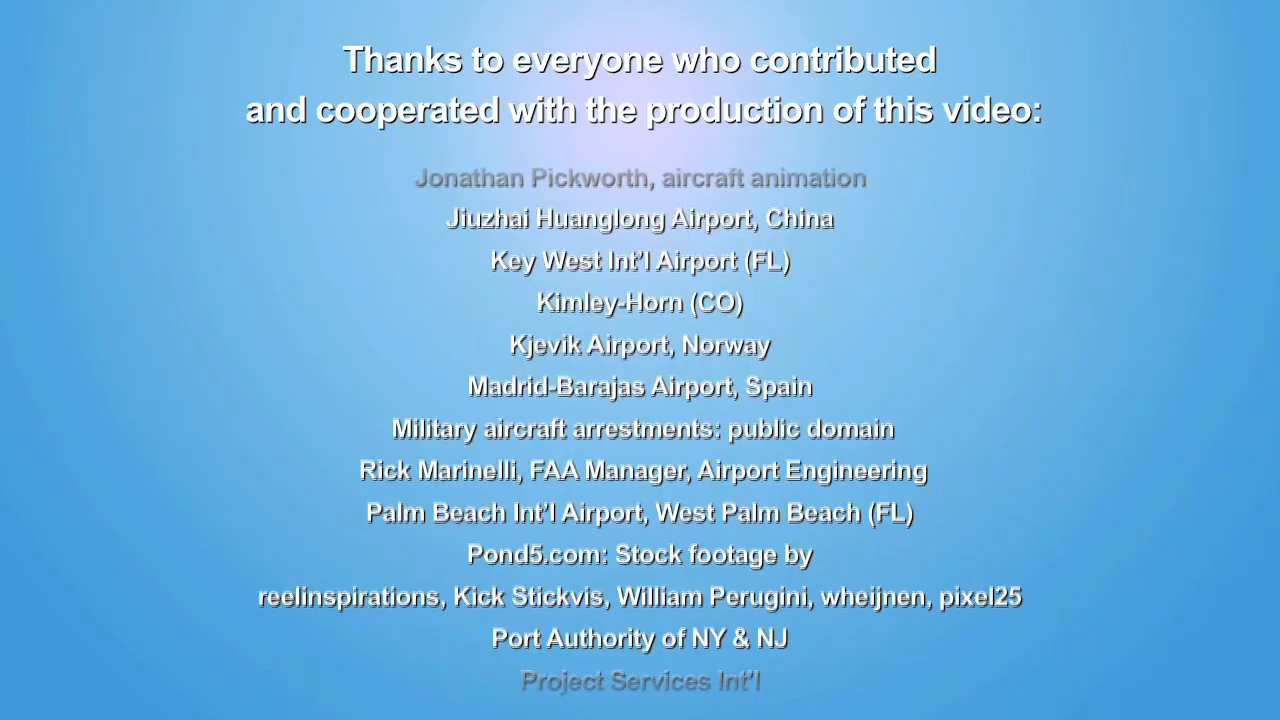 Thanks to everyone who contributed
and cooperated with the production of this video:
Jonathan Pickworth, aircraft animation
Jiuzhai Huanglong Airport, China
Key West Int'l Airport (FL)
Kimley-Horn (CO)
Kjevik Airport, Norway
Madrid-Barajas Airport, Spain
Military aircraft arrestments: public domain
Rick Marinelli, FAA Manager, Airport Engineering
Palm Beach Int'l Airport, West Palm Beach (FL)
Pond5.com: Stock footage by
reelinspirations, Kick Stickvis, William Perugini, wheijnen, pixel25
Port Authority of NY & NJ
Project Services Int'l